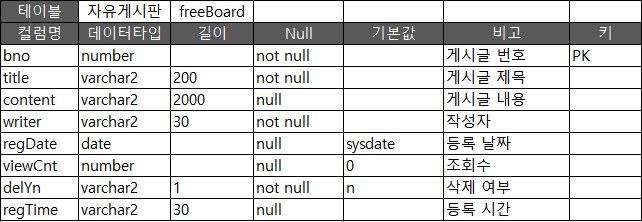 테이블 자유게시판 freeBoard
컬럼명 데이터타입 길이 Null 기본값 비고 키
bno number not null 게시글 번호 PK
title varchar2 200 not null 게시글 제목
content varchar2 2000 null 게시글 내용
writer varchar2 30 not null 작성자
regDate date null sysdate 등록 날짜
viewCnt number null 0 조회수
delYn varchar2 1 not null n 삭제 여부
regTime varchar2 30 null 등록 시간